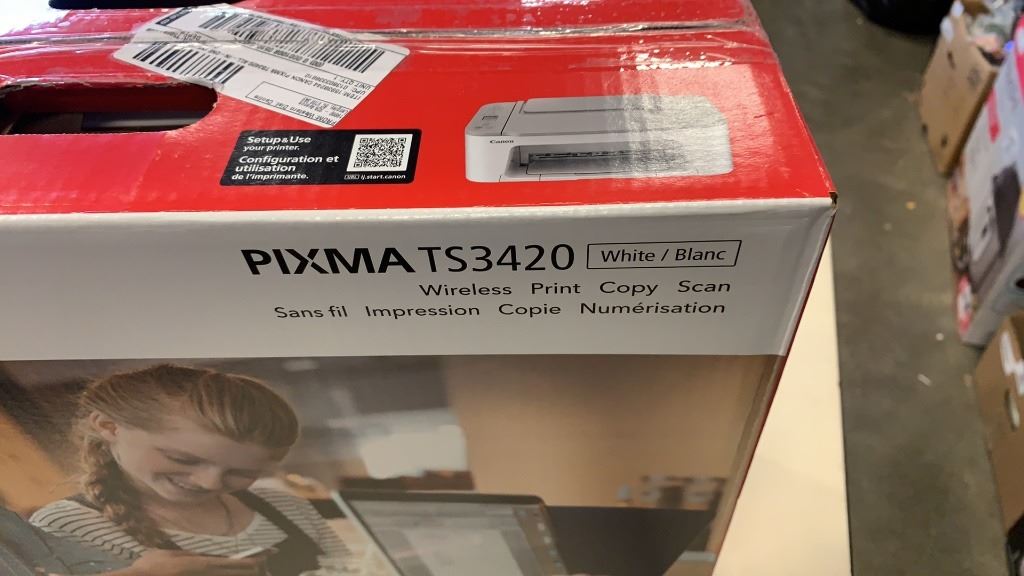 Setup & Use
your printer.
Configuration et
utilisation
de l'imprimante.
URL ij.start.canon
Canon
PIXMA TS3420 White / Blanc
Wireless Print Copy Scan
Sans fil Impression Copie Numérisation